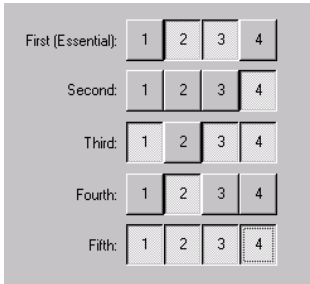 First (Essential): 1 2 3 4
Second: 1 2 3 4
Third: 1 2 3 4
Fourth: 1 2 3 4
Fifth: 1 2 3 4